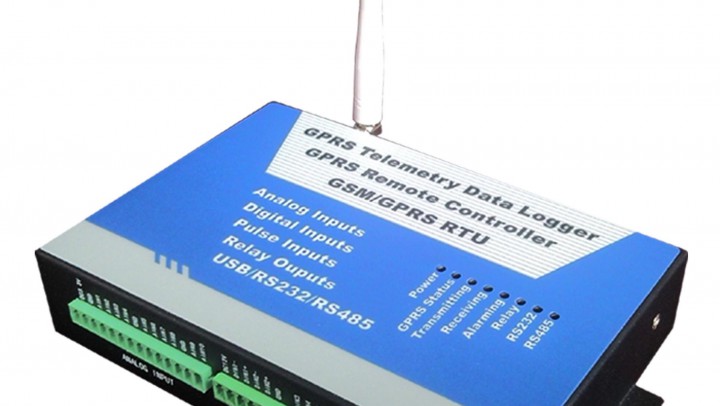 GPRS Telemetry Data Logger
GPRS Remote Controller
GSM/GPRS RTU
Analog Inputs
Digital Inputs
Pulse Inputs
Relay Ouputs
USB/RS232/RS485
Power
GPRS Status
Transmitting
Receiving
Alarming
Relay
RS232
RS485
ANALOG INPUT